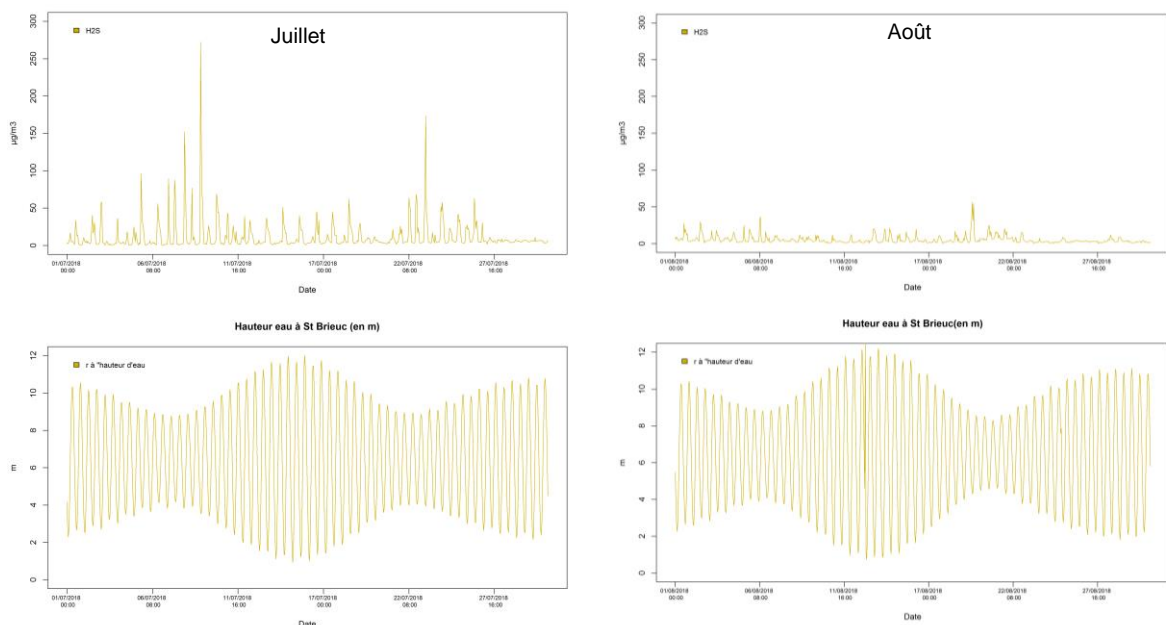 Juillet
H2S
µg/m3
300
250
200
150
100
50
0
01/07/2018 06/07/2018 11/07/2018 17/07/2018 22/07/2018 27/07/2018
00:00 08:00 16:00 00:00 08:00 16:00
Date
Août
H2S
µg/m3
300
250
200
150
100
50
0
01/08/2018 06/08/2018 11/08/2018 17/08/2018 22/08/2018 27/08/2018
00:00 08:00 16:00 00:00 08:00 16:00
Date
Hauteur eau à St Brieuc (en m)
r à "hauteur d'eau
m
12
10
8
6
4
2
0
01/07/2018 06/07/2018 11/07/2018 17/07/2018 22/07/2018 27/07/2018
00:00 08:00 16:00 00:00 08:00 16:00
Date
Hauteur eau à St Brieuc(en m)
r à "hauteur d'eau
m
12
10
8
6
4
2
0
01/08/2018 06/08/2018 11/08/2018 17/08/2018 22/08/2018 27/08/2018
00:00 08:00 16:00 00:00 08:00 16:00
Date